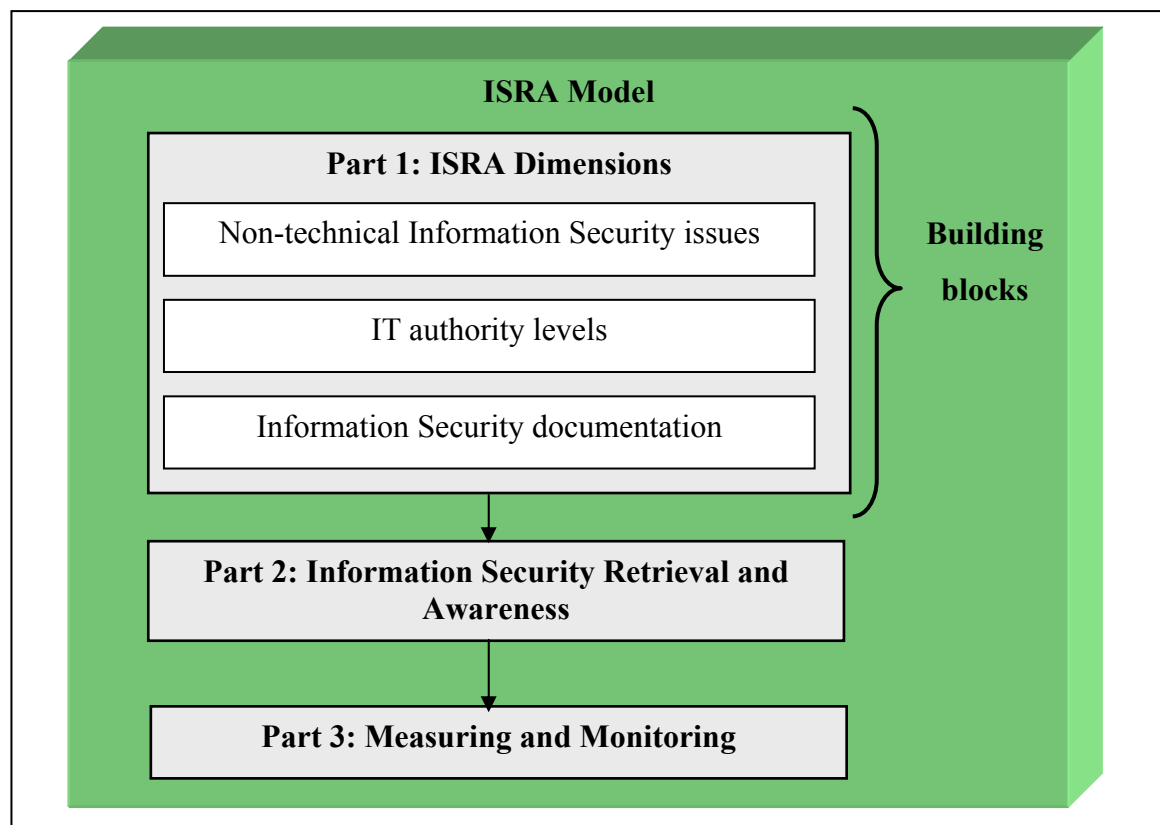 ISRA Model
Part 1: ISRA Dimensions
Non-technical Information Security issues
IT authority levels
Information Security documentation
Building
blocks
Part 2: Information Security Retrieval and
Awareness
Part 3: Measuring and Monitoring